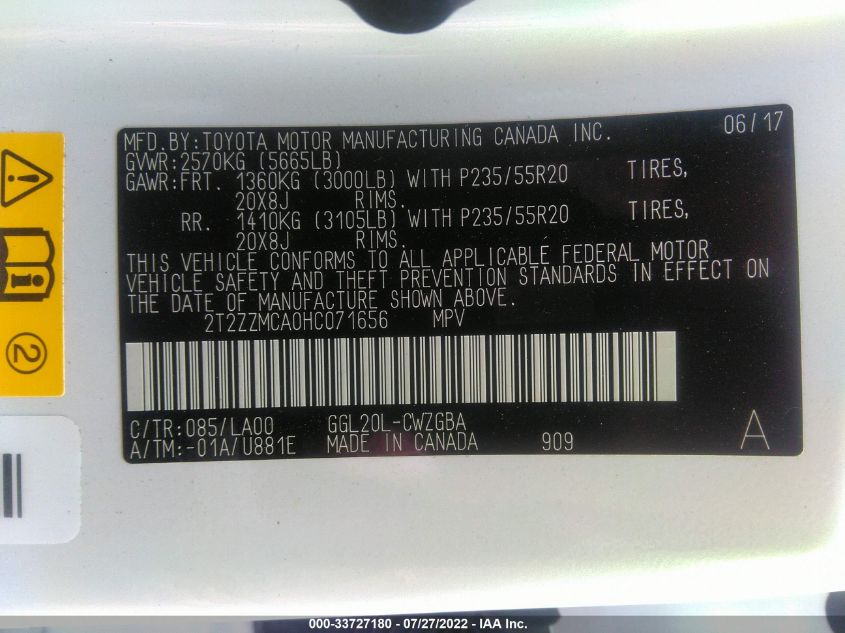 MFD.BY:TOYOTA MOTOR MANUFACTURING CANADA INC. 06/17
GVWR:2570KG (5665LB)
GAWR:FRT. 1360KG (3000LB) WITH P235/55R20 TIRES,
20X8J RIMS.
RR. 1410KG (3105LB) WITH P235/55R20 TIRES,
20X8J RIMS.
THIS VEHICLE CONFORMS TO ALL APPLICABLE FEDERAL MOTOR
VEHICLE SAFETY AND THEFT PREVENTION STANDARDS IN EFFECT ON
THE DATE OF MANUFACTURE SHOWN ABOVE.
2T2ZZMCA0HC071656 MPV
C/TR:085/LA00 GGL20L-CWZGBA
A/TM:-01A/U881E MADE IN CANADA 909 A
2
000-33727180 - 07/27/2022 - IAA Inc.